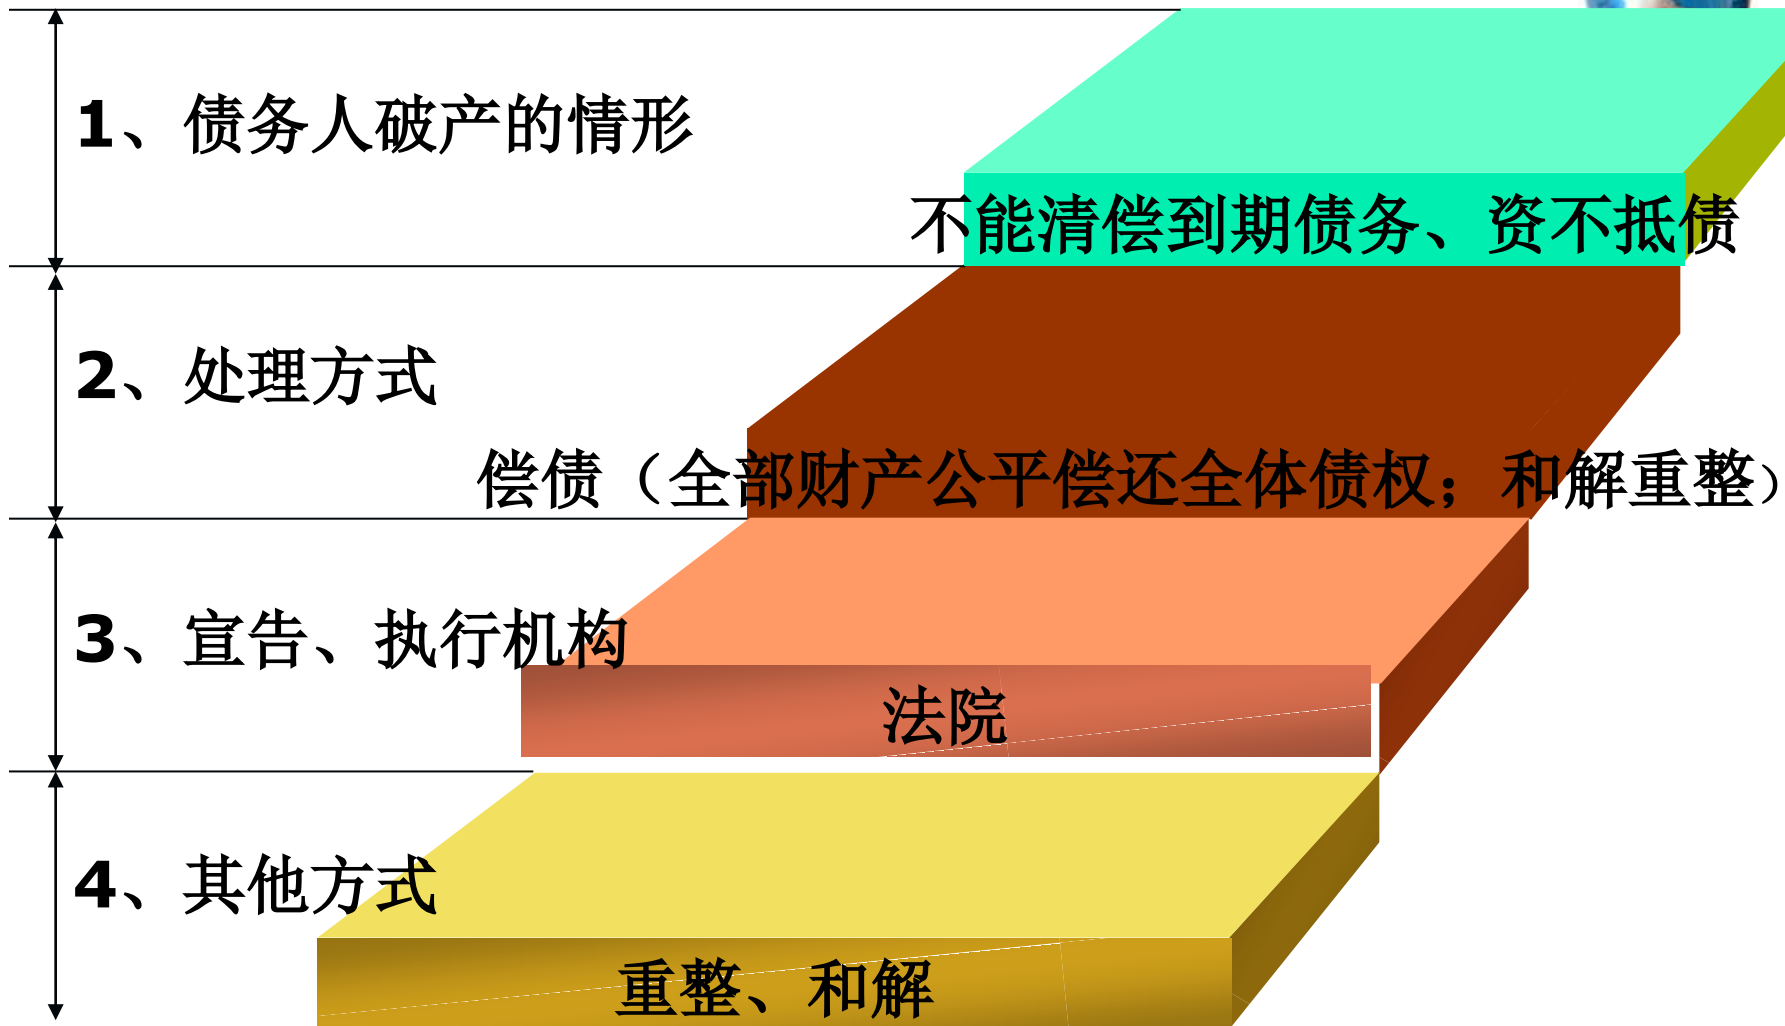 1、债务人破产的情形
不能清偿到期债务、资不抵债
2、处理方式
偿债（全部财产公平偿还全体债权；和解重整）
3、宣告、执行机构
法院
4、其他方式
重整、和解